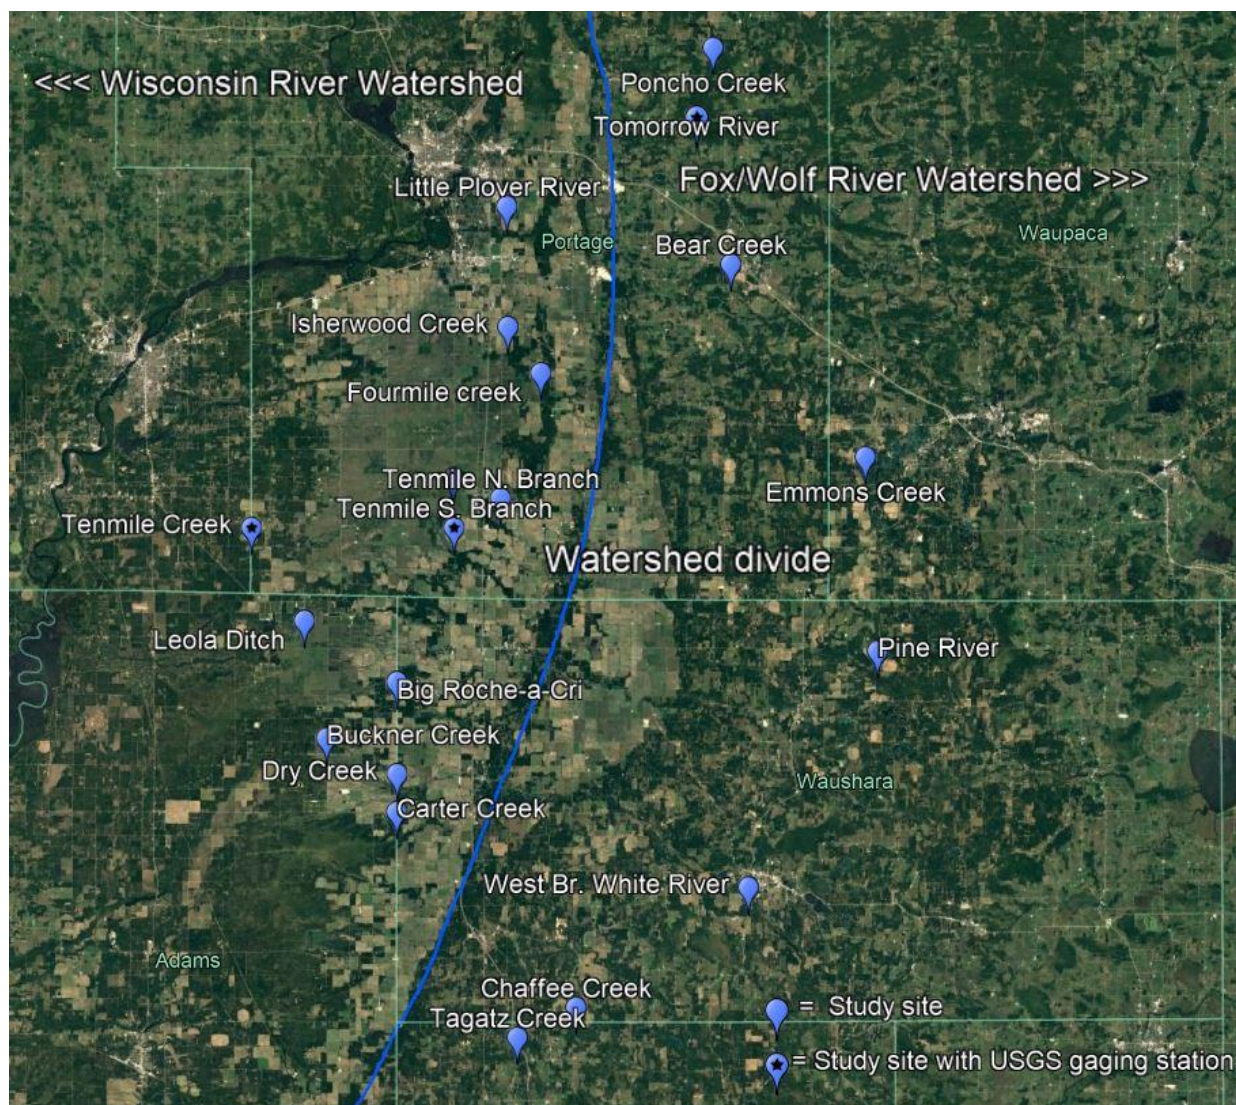 Poncho Creek
<<< Wisconsin River Watershed
Tomorrow River
Fox/Wolf River Watershed >>>
Little Plover River
Portage
Waupaca
Bear Creek
Isherwood Creek
Fourmile creek
Tenmile N. Branch
Emmons Creek
Tenmile S. Branch
Tenmile Creek
Watershed divide
Leola Ditch
Pine River
Big Roche-a-Cri
Buckner Creek
Dry Creek
Waushara
Carter Creek
West Br. White River
Adams
Chaffee Creek
Tagatz Creek
= Study site
= Study site with USGS gaging station